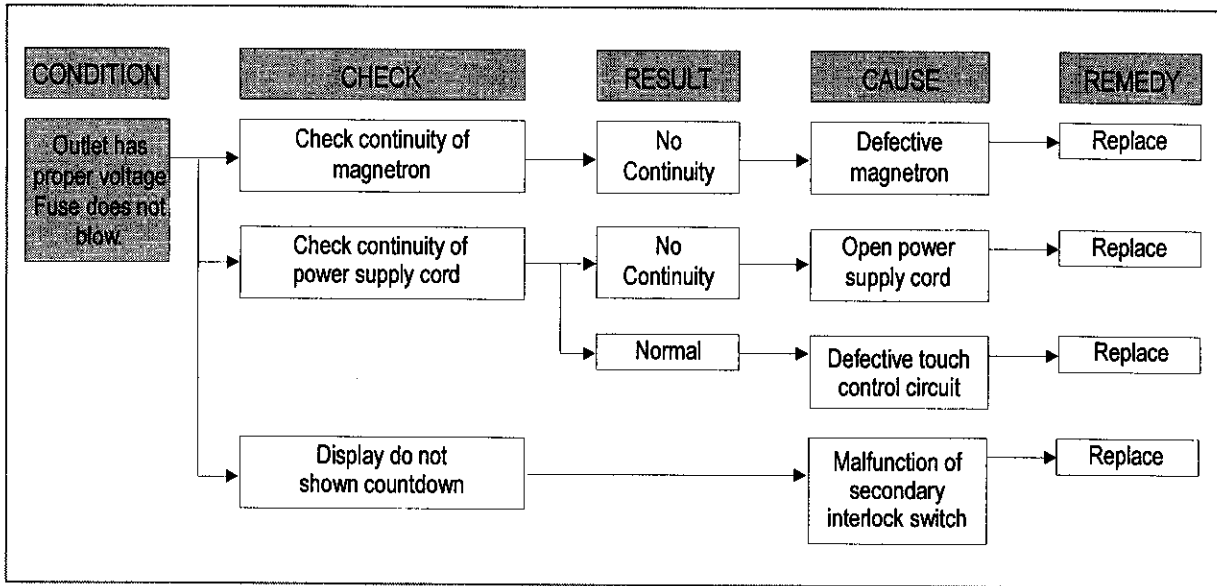 CONDITION
CHECK
RESULT
CAUSE
REMEDY
Outlet has
proper voltage
Fuse does not
blow.
Check continuity of
magnetron
No
Continuity
Defective
magnetron
Replace
Check continuity of
power supply cord
No
Continuity
Open power
supply cord
Replace
Normal
Defective touch
control circuit
Replace
Display do not
shown countdown
Malfunction of
secondary
interlock switch
Replace